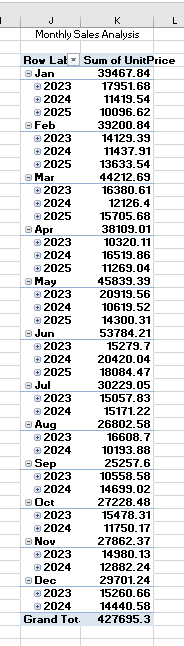 J K L
Monthly Sales Analysis
Row Lab Sum of UnitPrice
Jan 39467.84
2023 17951.68
2024 11419.54
2025 10096.62
Feb 39200.84
2023 14129.39
2024 11437.91
2025 13633.54
Mar 44212.69
2023 16380.61
2024 12126.4
2025 15705.68
Apr 38109.01
2023 10320.11
2024 16519.86
2025 11269.04
May 45839.39
2023 20919.56
2024 10619.52
2025 14300.31
Jun 53784.21
2023 15279.7
2024 20420.04
2025 18084.47
Jul 30229.05
2023 15057.83
2024 15171.22
Aug 26802.58
2023 16608.7
2024 10193.88
Sep 25257.6
2023 10558.58
2024 14699.02
Oct 27228.48
2023 15478.31
2024 11750.17
Nov 27862.37
2023 14980.13
2024 12882.24
Dec 29701.24
2023 15260.66
2024 14440.58
Grand Tot 427695.3